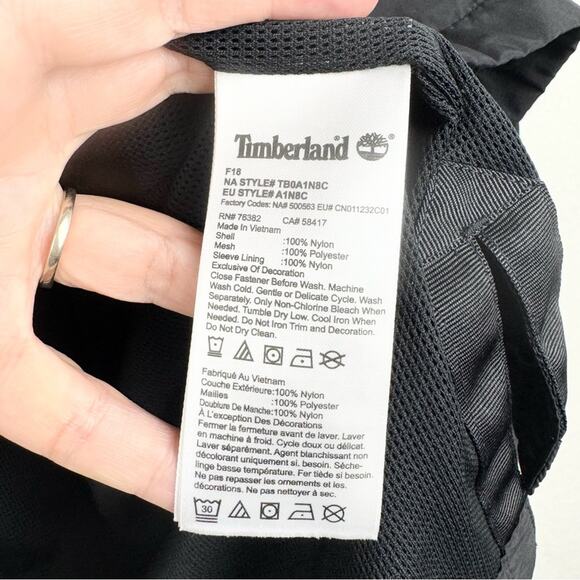 Timberland ®
F18
NA STYLE# TB0A1N8C
EU STYLE# A1N8C
Factory Codes: NA# 500563 EU# CN011232C01
RN# 76382 CA# 58417
Made In Vietnam
Shell :100% Nylon
Mesh :100% Polyester
Sleeve Lining :100% Nylon
Exclusive Of Decoration
Close Fastener Before Wash. Machine
Wash Cold. Gentle or Delicate Cycle. Wash
Separately. Only Non-Chlorine Bleach When
Needed. Tumble Dry Low. Cool Iron When
Needed. Do Not Iron Trim and Decoration.
Do Not Dry Clean.
Fabriqué Au Vietnam
Couche Extérieure:100% Nylon
Mailles :100% Polyester
Doublure De Manche:100% Nylon
À L'exception Des Décorations
Fermer la fermeture avant de laver. Laver
en machine à froid. Cycle doux ou délicat.
Laver séparément. Agent blanchissant non
décolorant uniquement si besoin. Sèche-
linge basse température. Fer tiède si besoin.
Ne pas repasser les ornements et les
décorations. Ne pas nettoyer à sec.
30